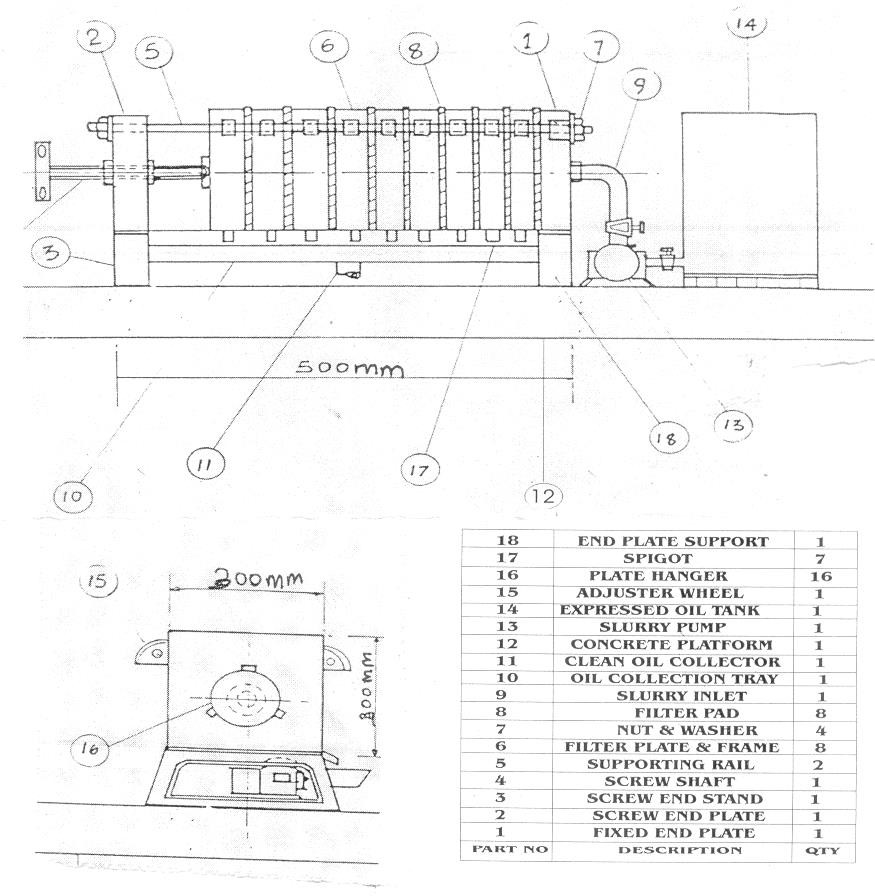 14
2 5 6 8 1 7
9
3
500mm
13
18
11 17
10 12
15 200mm
800mm
16
18 END PLATE SUPPORT 1
17 SPIGOT 7
16 PLATE HANGER 16
15 ADJUSTER WHEEL 1
14 EXPRESSED OIL TANK 1
13 SLURRY PUMP 1
12 CONCRETE PLATFORM 1
11 CLEAN OIL COLLECTOR 1
10 OIL COLLECTION TRAY 1
9 SLURRY INLET 1
8 FILTER PAD 8
7 NUT & WASHER 4
6 FILTER PLATE & FRAME 8
5 SUPPORTING RAIL 2
4 SCREW SHAFT 1
3 SCREW END STAND 1
2 SCREW END PLATE 1
1 FIXED END PLATE 1
PART NO DESCRIPTION QTY